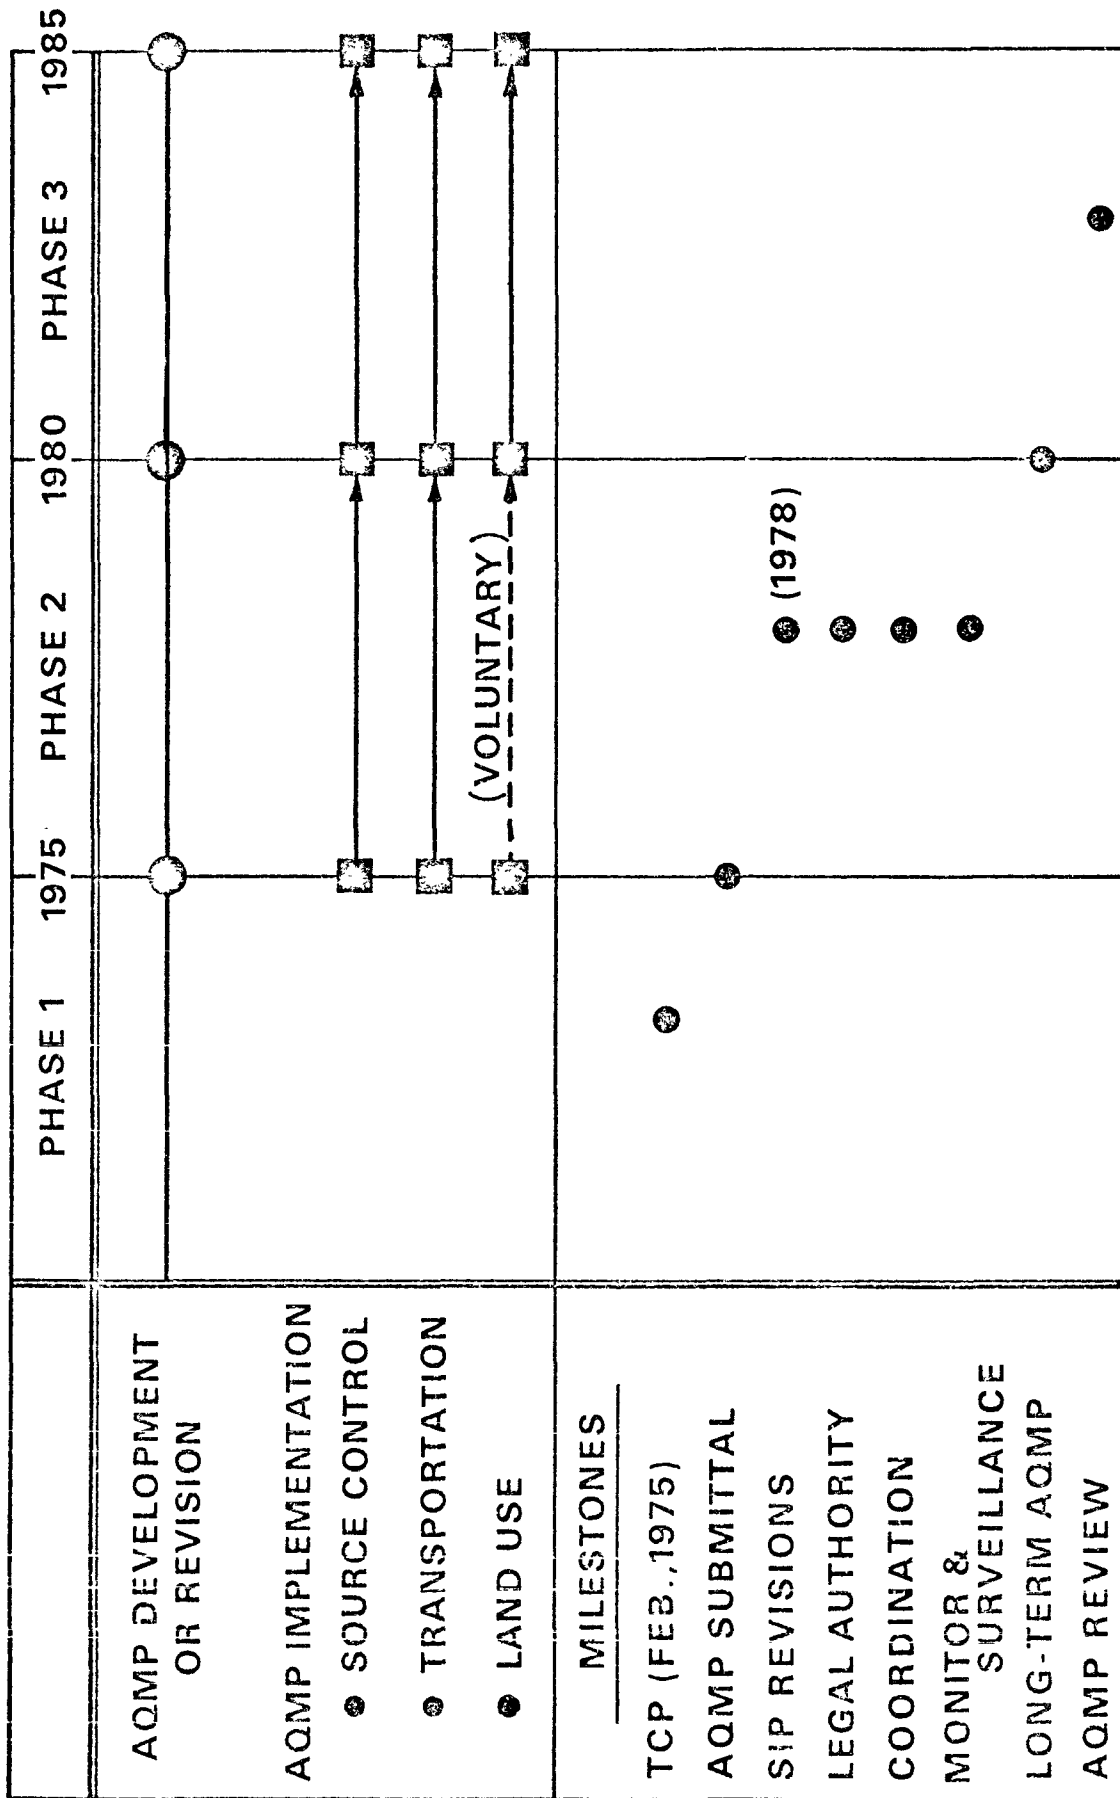 PHASE 1 1975 PHASE 2 1980 PHASE 3 1985
AQMP DEVELOPMENT
OR REVISION
AQMP IMPLEMENTATION
● SOURCE CONTROL
● TRANSPORTATION
● LAND USE
(VOLUNTARY)
MILESTONES
TCP (FEB.,1975)
AQMP SUBMITTAL
SIP REVISIONS
(1978)
LEGAL AUTHORITY
COORDINATION
MONITOR &
SURVEILLANCE
LONG-TERM AQMP
AQMP REVIEW